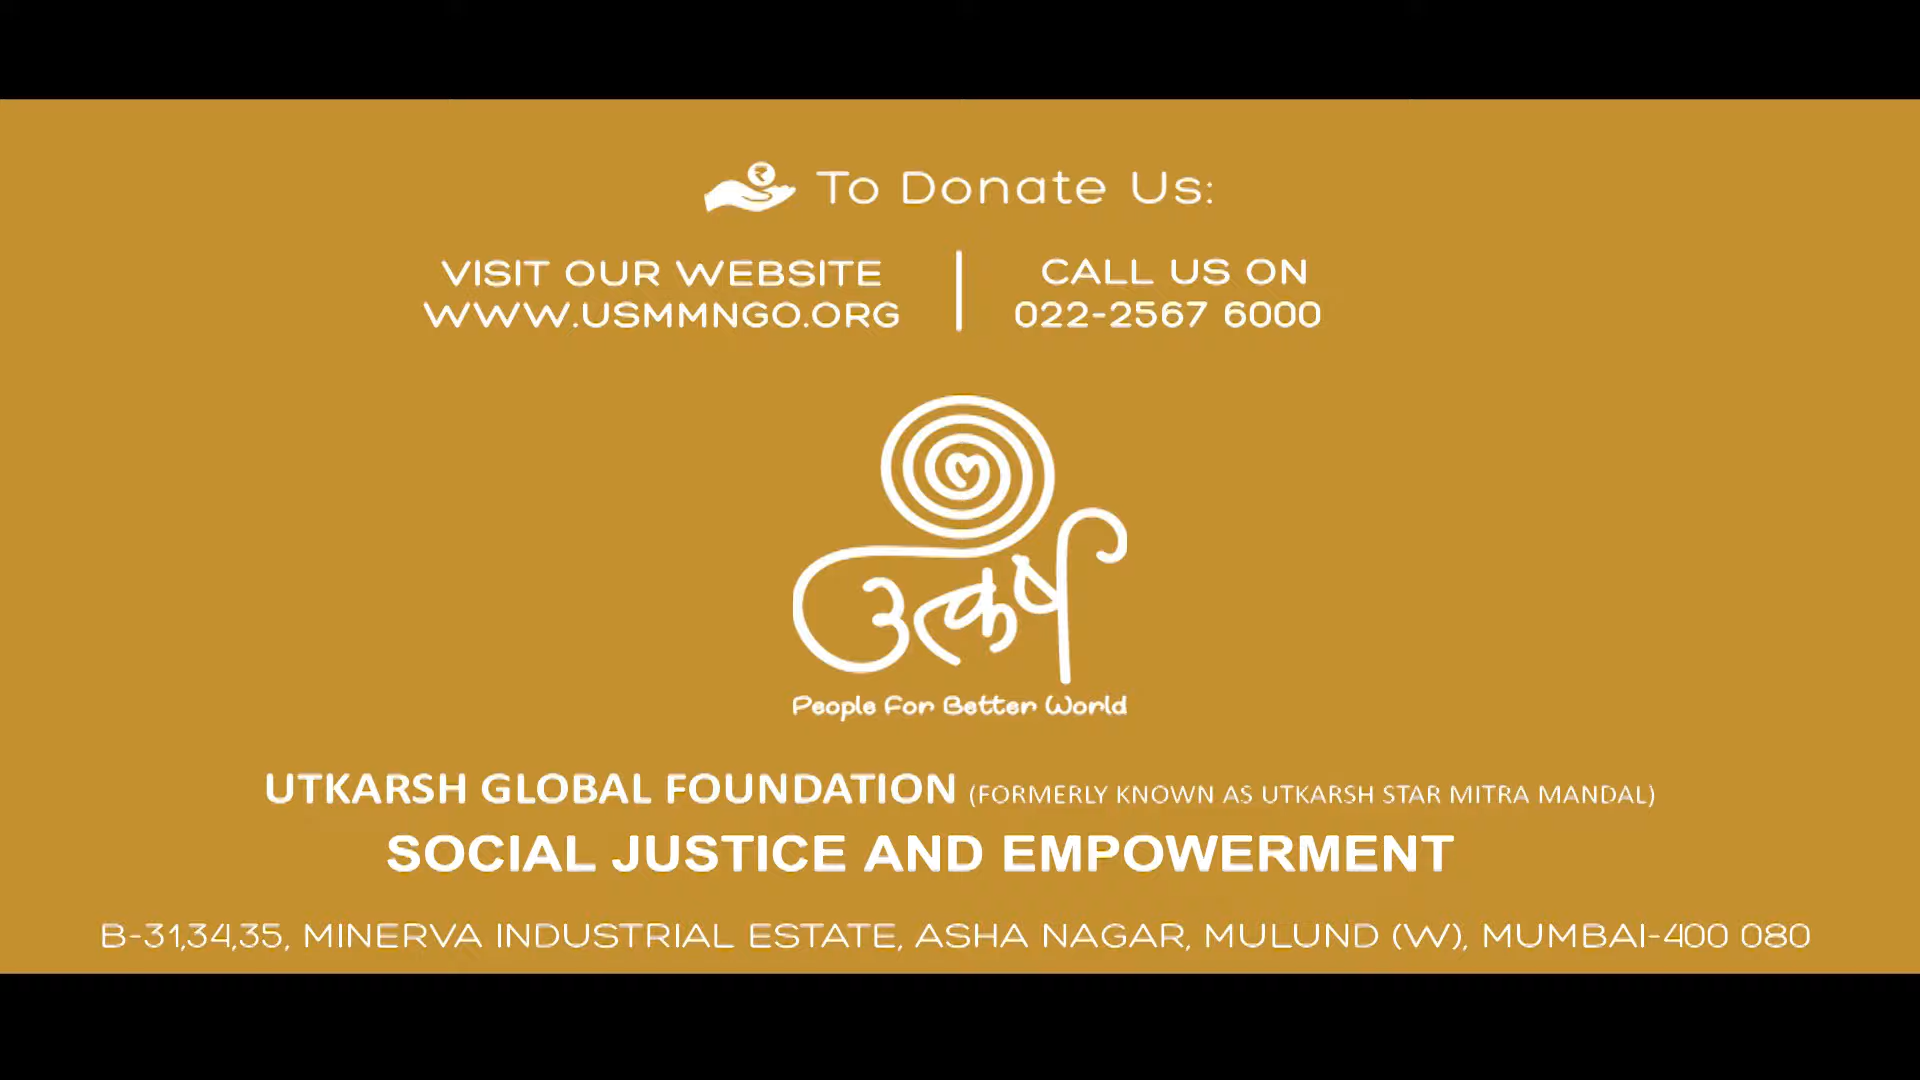 To Donate Us:
VISIT OUR WEBSITE
WWW.USMMNGO.ORG
CALL US ON
022-2567 6000
उत्कर्ष
People For Better World
UTKARSH GLOBAL FOUNDATION (FORMERLY KNOWN AS UTKARSH STAR MITRA MANDAL)
SOCIAL JUSTICE AND EMPOWERMENT
B-31,34,35, MINERVA INDUSTRIAL ESTATE, ASHA NAGAR, MULUND (W), MUMBAI-400 080